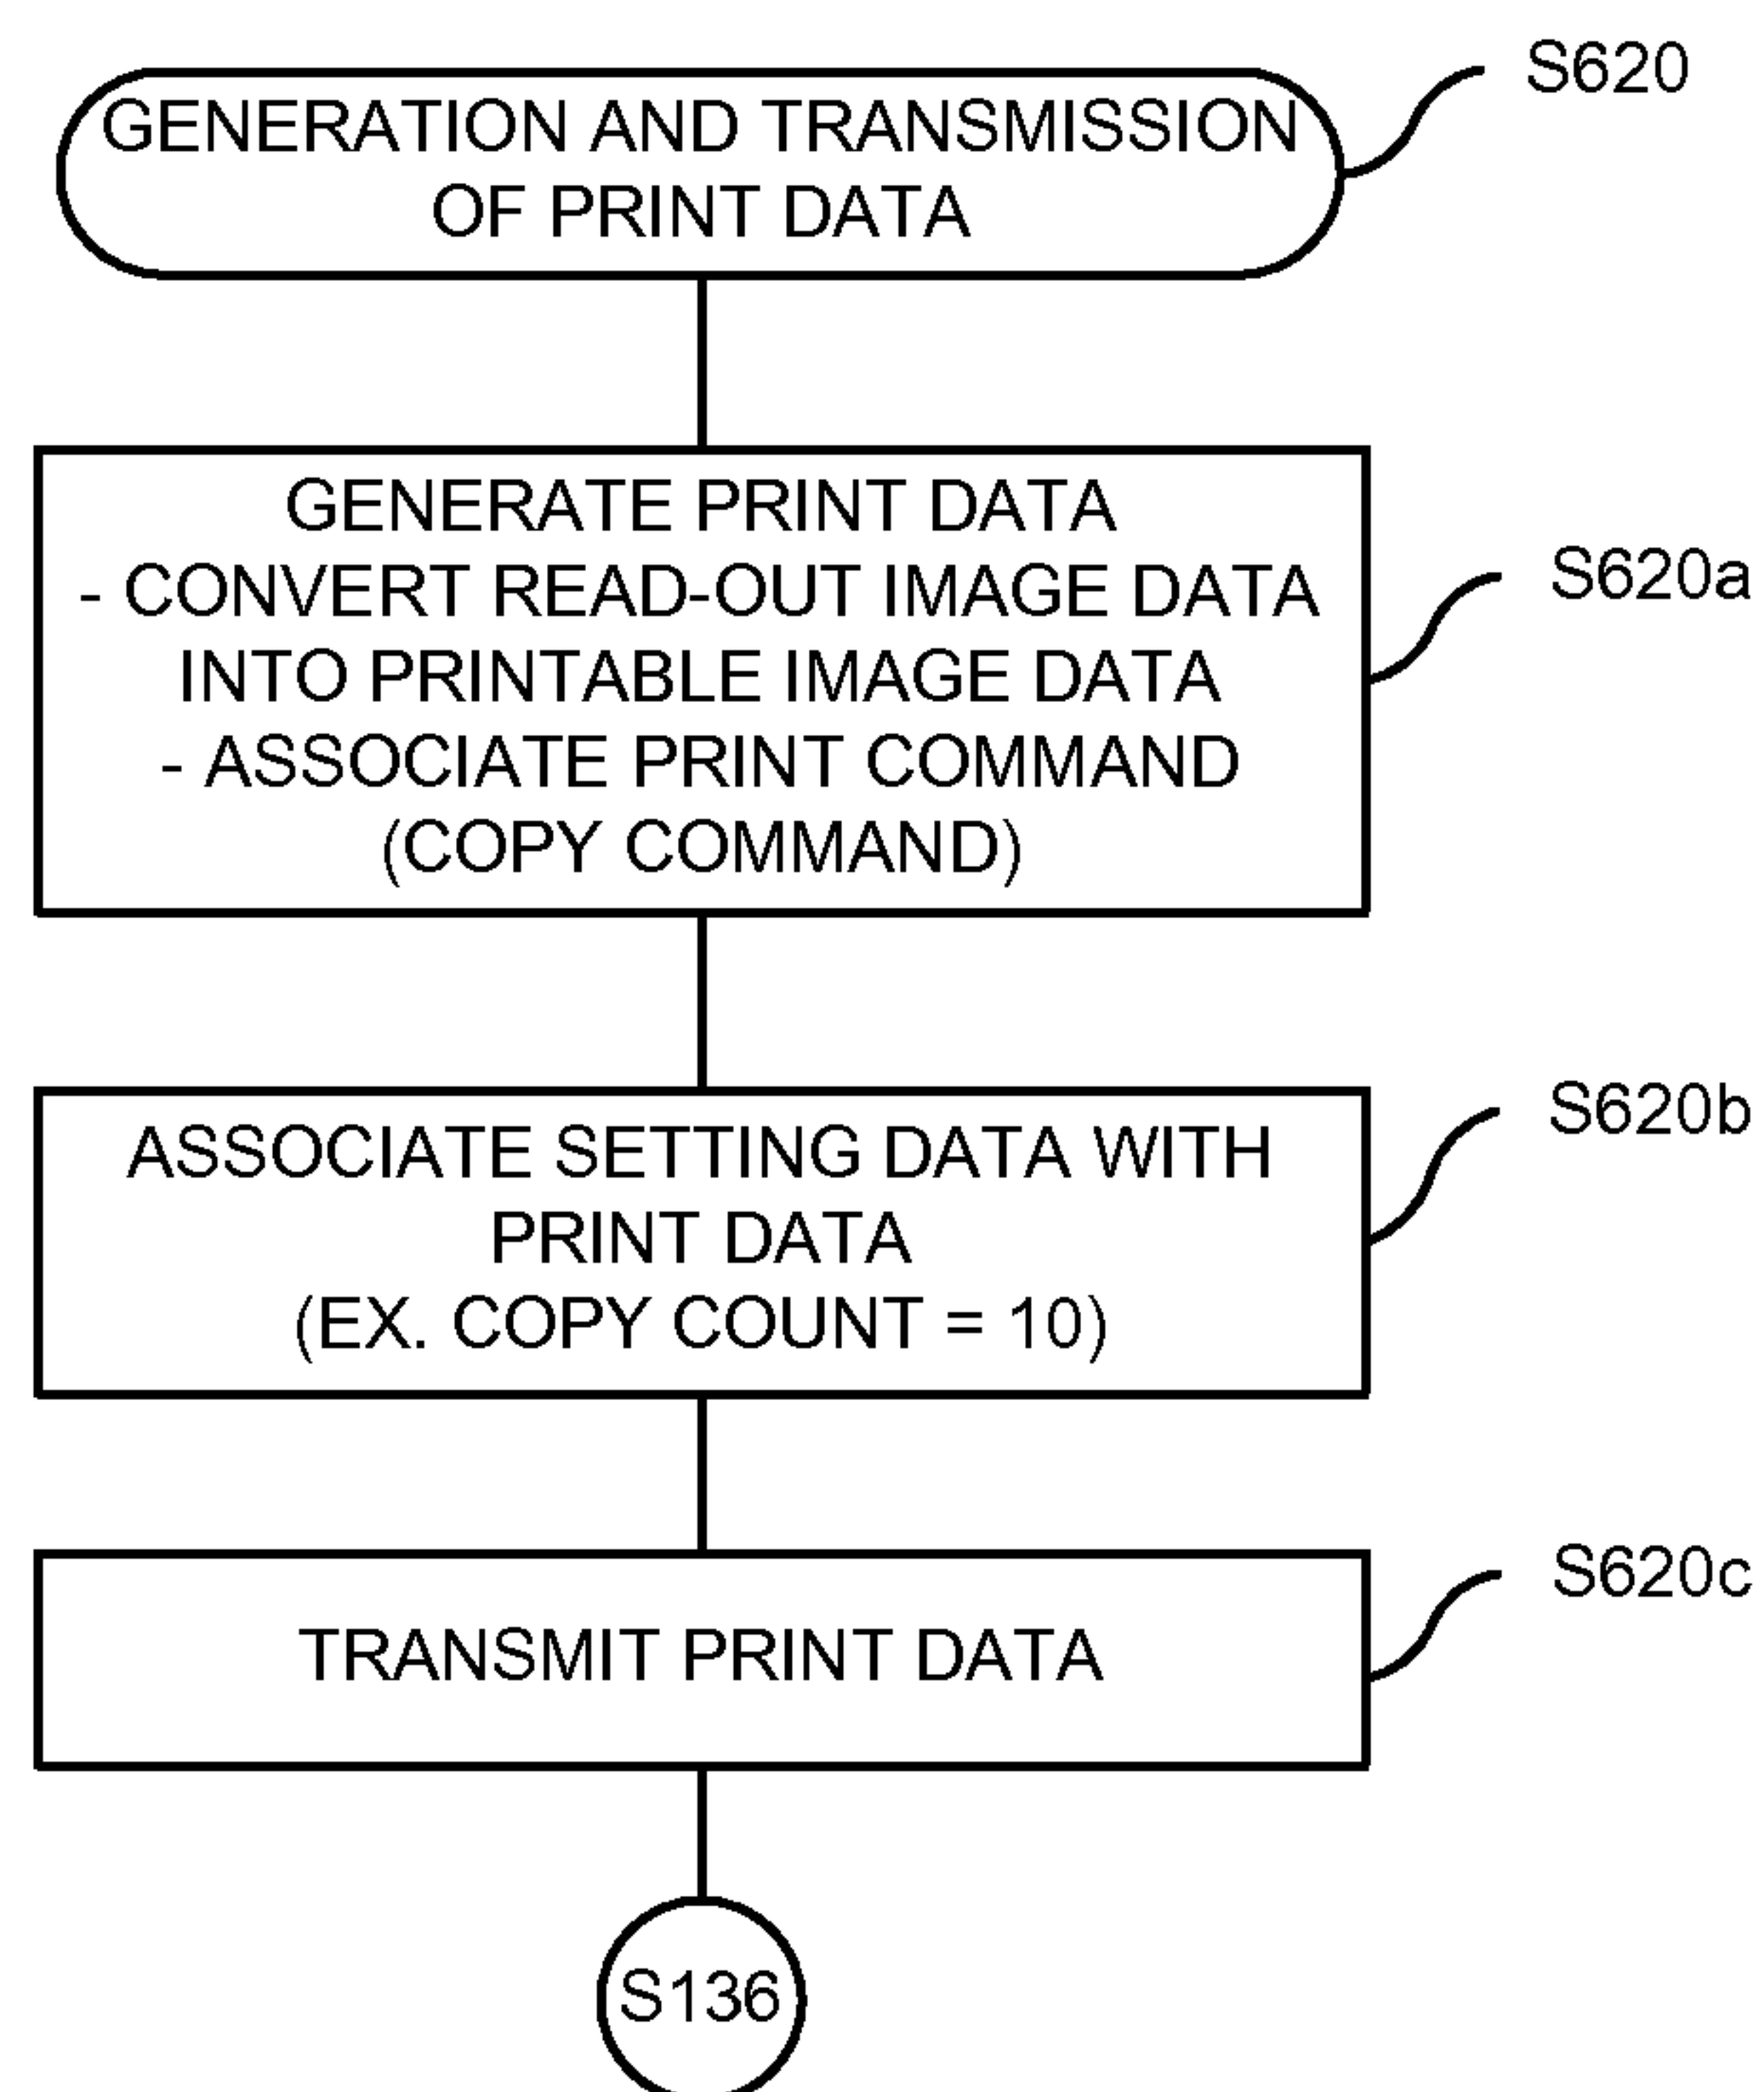 GENERATION AND TRANSMISSION
OF PRINT DATA
S620
GENERATE PRINT DATA
- CONVERT READ-OUT IMAGE DATA
INTO PRINTABLE IMAGE DATA
- ASSOCIATE PRINT COMMAND
(COPY COMMAND)
S620a
ASSOCIATE SETTING DATA WITH
PRINT DATA
(EX. COPY COUNT = 10)
S620b
TRANSMIT PRINT DATA
S620c
S136